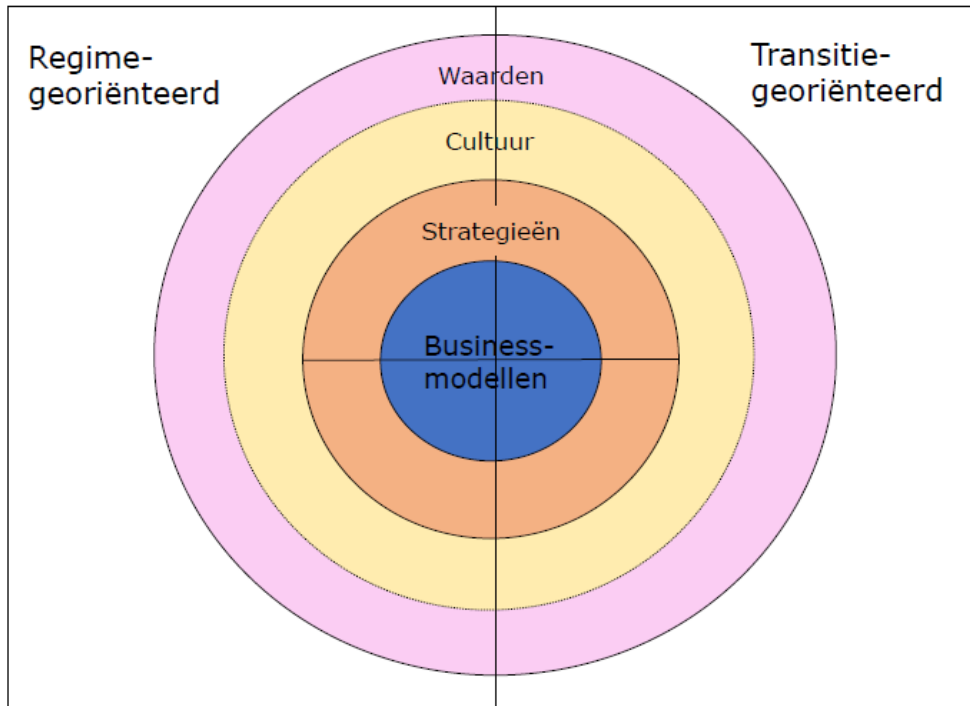 Regime-
georiënteerd
Transitie-
georiënteerd
Waarden
Cultuur
Strategieën
Business-
modellen